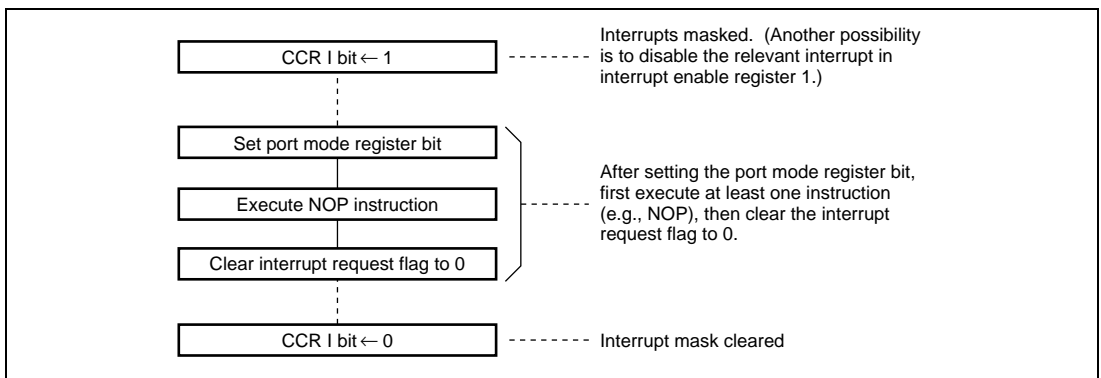 CCR I bit ← 1
Interrupts masked. (Another possibility
is to disable the relevant interrupt in
interrupt enable register 1.)
Set port mode register bit
Execute NOP instruction
Clear interrupt request flag to 0
After setting the port mode register bit,
first execute at least one instruction
(e.g., NOP), then clear the interrupt
request flag to 0.
CCR I bit ← 0
Interrupt mask cleared